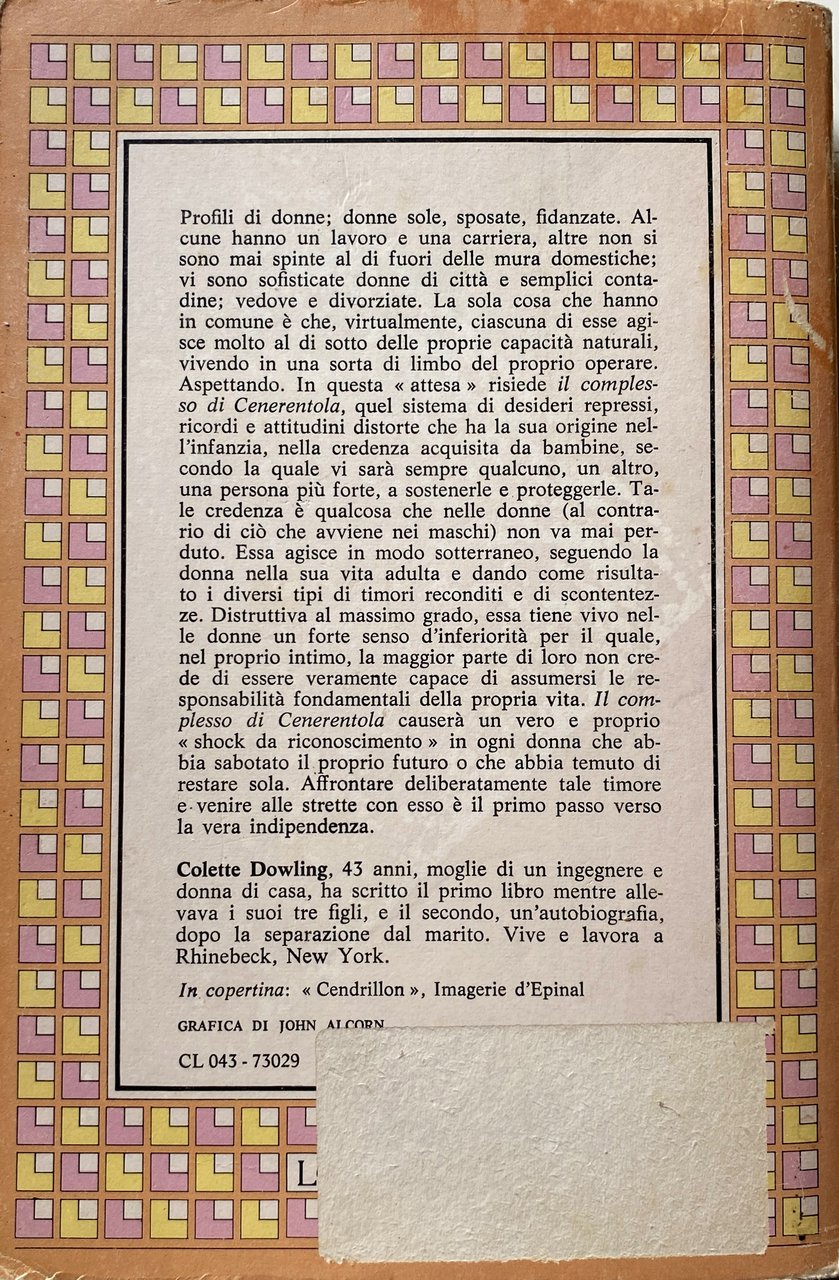 Profili di donne; donne sole, sposate, fidanzate. Al-
cune hanno un lavoro e una carriera, altre non si
sono mai spinte al di fuori delle mura domestiche;
vi sono sofisticate donne di città e semplici conta-
dine; vedove e divorziate. La sola cosa che hanno
in comune è che, virtualmente, ciascuna di esse agi-
sce molto al di sotto delle proprie capacità naturali,
vivendo in una sorta di limbo del proprio operare.
Aspettando. In questa « attesa » risiede il comples-
so di Cenerentola, quel sistema di desideri repressi,
ricordi e attitudini distorte che ha la sua origine nel-
l'infanzia, nella credenza acquisita da bambine, se-
condo la quale vi sarà sempre qualcuno, un altro,
una persona più forte, a sostenerle e proteggerle. Ta-
le credenza è qualcosa che nelle donne (al contra-
rio di ciò che avviene nei maschi) non va mai per-
duto. Essa agisce in modo sotterraneo, seguendo la
donna nella sua vita adulta e dando come risulta-
to i diversi tipi di timori reconditi e di scontentez-
ze. Distruttiva al massimo grado, essa tiene vivo nel-
le donne un forte senso d'inferiorità per il quale,
nel proprio intimo, la maggior parte di loro non cre-
de di essere veramente capace di assumersi le re-
sponsabilità fondamentali della propria vita. Il com-
plesso di Cenerentola causerà un vero e proprio
« shock da riconoscimento » in ogni donna che ab-
bia sabotato il proprio futuro o che abbia temuto di
restare sola. Affrontare deliberatamente tale timore
e venire alle strette con esso è il primo passo verso
la vera indipendenza.
Colette Dowling, 43 anni, moglie di un ingegnere e
donna di casa, ha scritto il primo libro mentre alle-
vava i suoi tre figli, e il secondo, un'autobiografia,
dopo la separazione dal marito. Vive e lavora a
Rhinebeck, New York.
In copertina: « Cendrillon », Imagerie d'Epinal
GRAFICA DI JOHN ALCORN
CL 043 - 73029